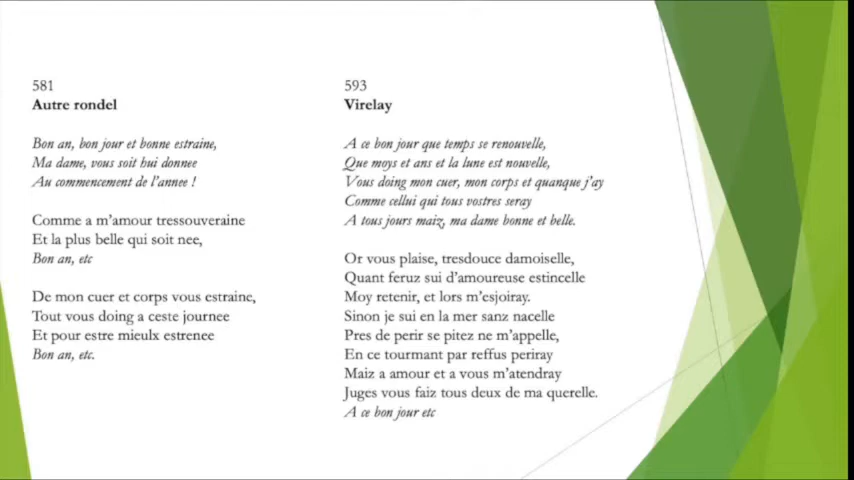 581
Autre rondel
Bon an, bon jour et bonne estraine,
Ma dame, vous soit hui donnee
Au commencement de l'annee !
Comme a m'amour tressouveraine
Et la plus belle qui soit nee,
Bon an, etc
De mon cuer et corps vous estraine,
Tout vous doing a ceste journee
Et pour estre mieulx estrenee
Bon an, etc.
593
Virelay
A ce bon jour que temps se renouvelle,
Que moys et ans et la lune est nouvelle,
Vous doing mon cuer, mon corps et quanque j'ay
Comme cellui qui tous vostres seray
A tous jours maiz, ma dame bonne et belle.
Or vous plaise, tresdouce damoiselle,
Quant feruz sui d'amoureuse estincelle
Moy retenir, et lors m'esjoiray.
Sinon je sui en la mer sanz nacelle
Pres de perir se pitez ne m'appelle,
En ce tourmant par reffus periray
Maiz a amour et a vous m'atendray
Juges vous faiz tous deux de ma querelle.
A ce bon jour etc